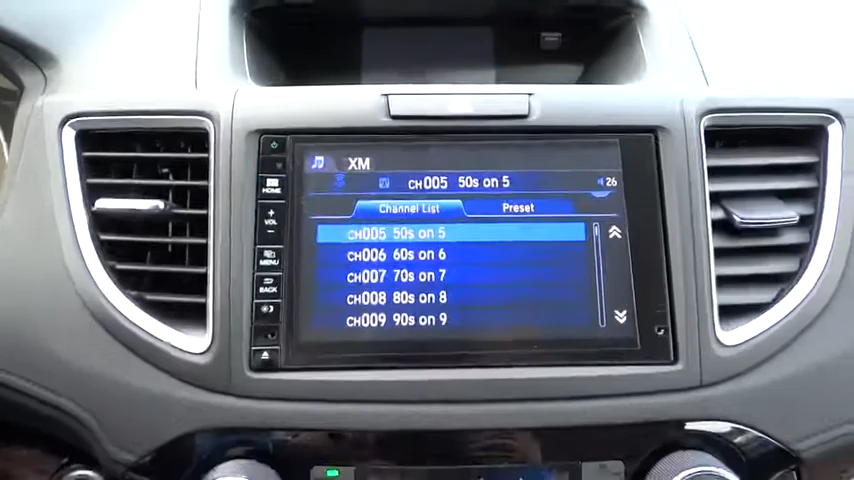 XM
CH005 50s on 5
26
Channel List Preset
CH005 50s on 5
CH006 60s on 6
CH007 70s on 7
CH008 80s on 8
CH009 90s on 9
HOME
+
VOL
−
MENU
BACK